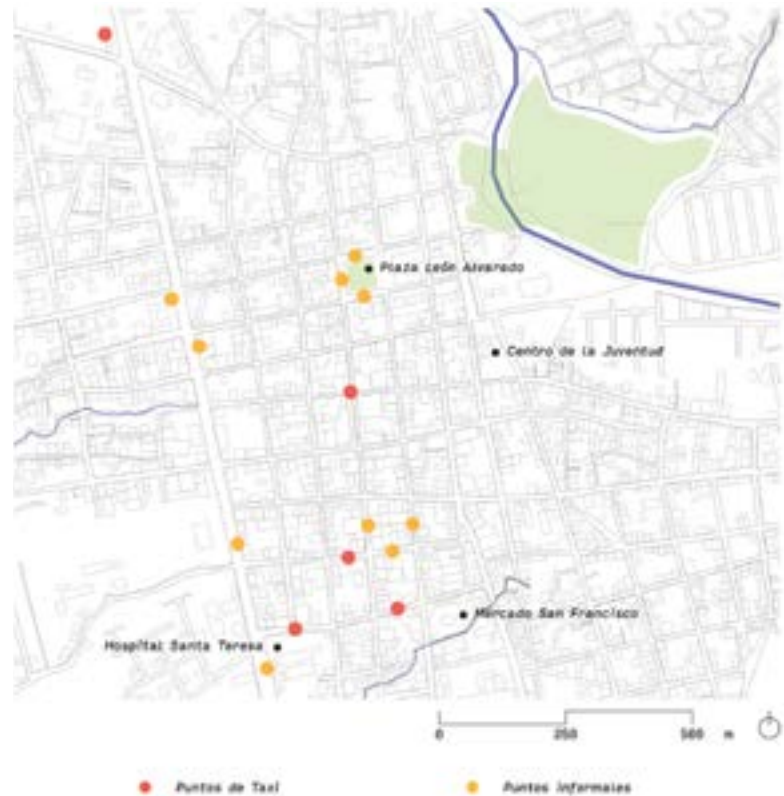 Plaza León Alvarado
Centro de la Juventud
Mercado San Francisco
Hospital Santa Teresa
0 250 500 m
Puntos de Taxi
Puntos informales